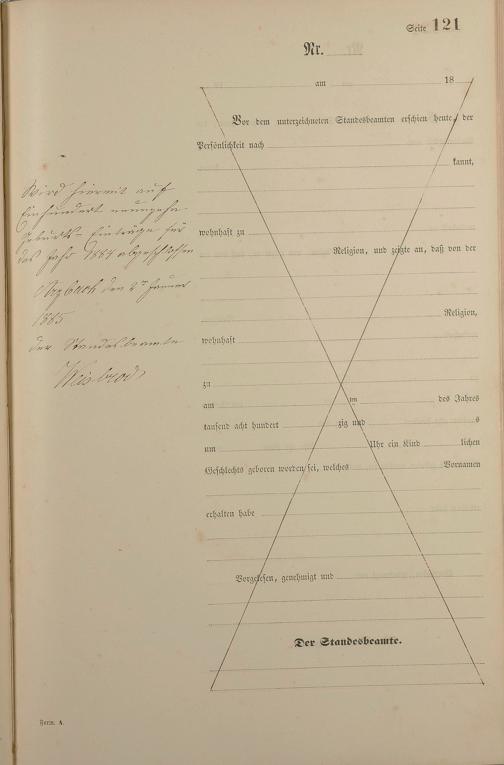 Seite 121
Nr.
am 18
Vor dem unterzeichneten Standesbeamten erschien heute, der
Persönlichkeit nach
kannt,
wohnhaft zu
Religion, und zeigte an, daß von der
Religion,
wohnhaft
zu
am im des Jahres
tausend acht hundert zig und s
um Uhr ein Kind lichen
Geschlechts geboren worden sei, welches Vornamen
erhalten habe
Vorgelesen, genehmigt und
Der Standesbeamte.
Wird hiermit auf
Einhundert neunzehn
Geburts-Einträge für
das Jahr 1884 abgeschlossen
den 2ᵗ Januar
1885
der Standesbeamte
Weisbrod
Form. A.